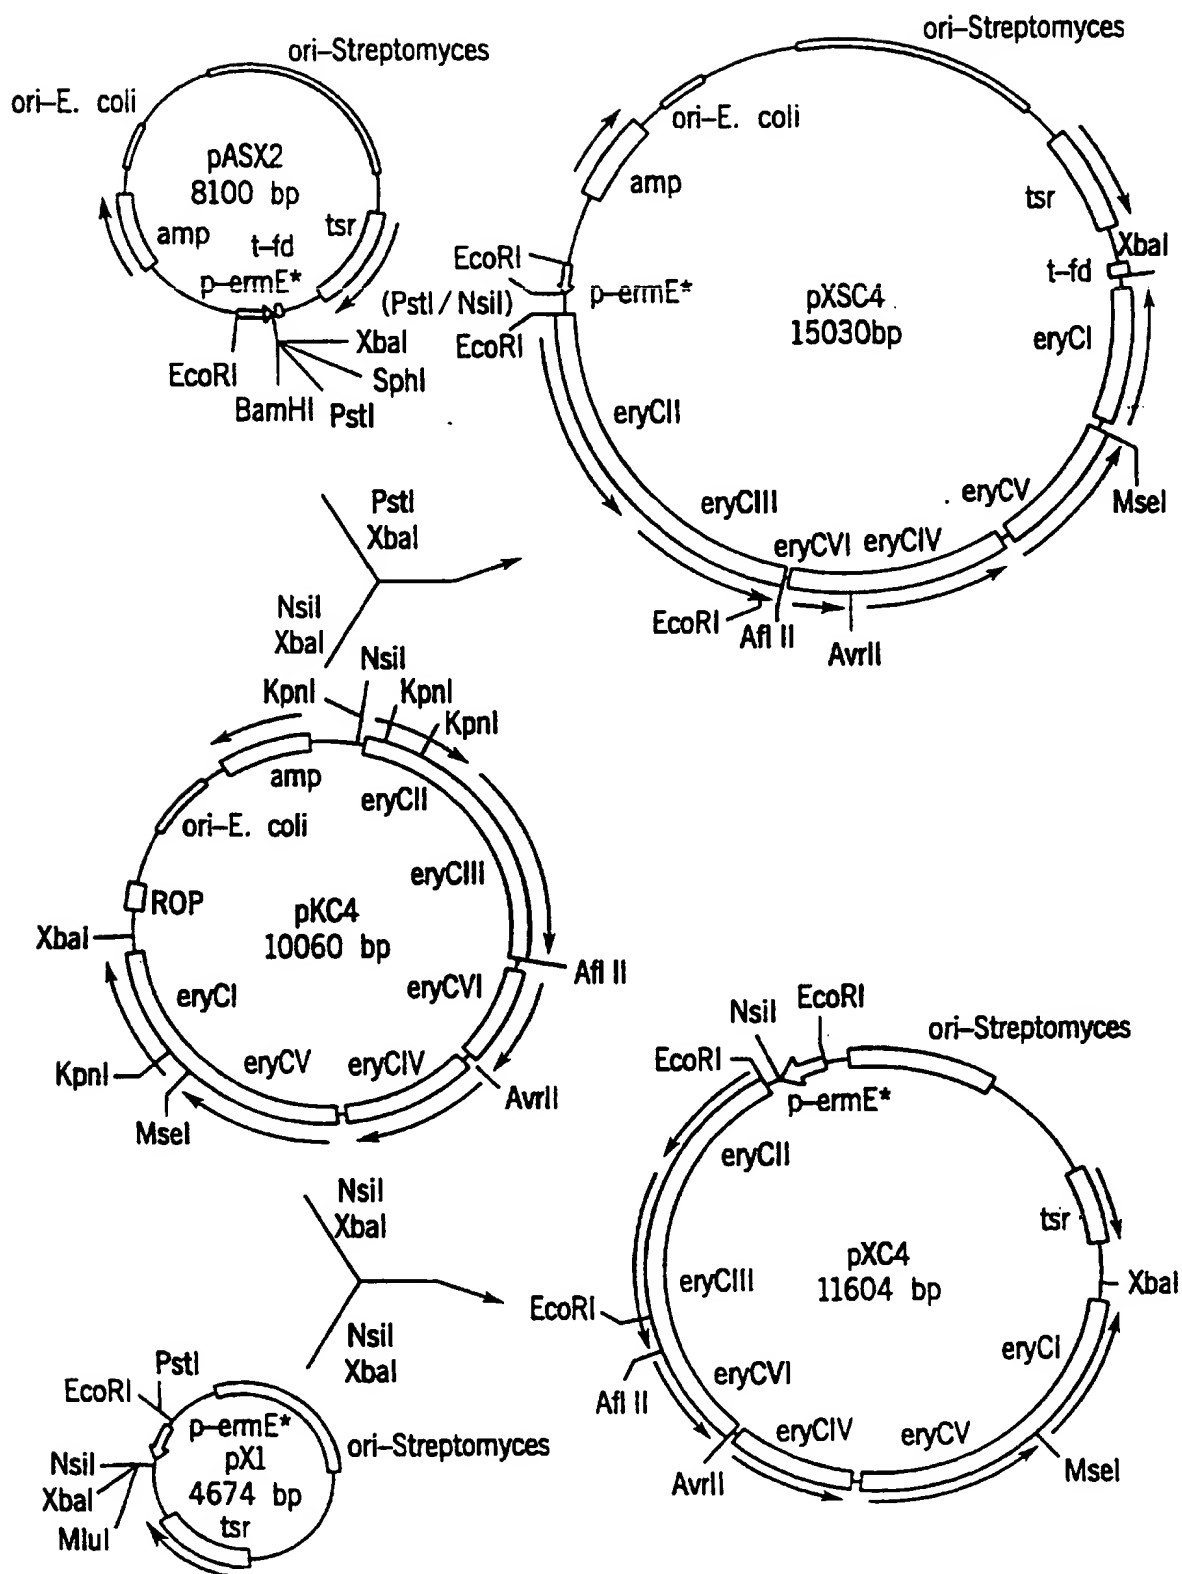 ori-Streptomyces
ori-E. coli
pASX2
8100 bp
amp
tsr
t-fd
p-ermE*
EcoRI
BamHI
PstI
SphI
XbaI
ori-Streptomyces
ori-E. coli
amp
tsr
XbaI
t-fd
EcoRI
p-ermE*
(PstI / NsiI)
EcoRI
pXSC4
15030bp
eryCI
eryCII
eryCIII
eryCVI
eryCIV
eryCV
MseI
EcoRI
Afl II
AvrII
PstI
XbaI
NsiI
XbaI
NsiI
KpnI
KpnI
KpnI
amp
ori-E. coli
ROP
XbaI
eryCII
eryCIII
pKC4
10060 bp
Afl II
eryCVI
eryCI
eryCV
eryCIV
KpnI
MseI
AvrII
NsiI
XbaI
NsiI
XbaI
PstI
EcoRI
p-ermE*
pX1
4674 bp
tsr
ori-Streptomyces
NsiI
XbaI
MluI
EcoRI
NsiI
EcoRI
ori-Streptomyces
p-ermE*
eryCII
tsr
pXC4
11604 bp
XbaI
eryCIII
EcoRI
eryCI
Afl II
eryCVI
eryCIV
eryCV
AvrII
MseI